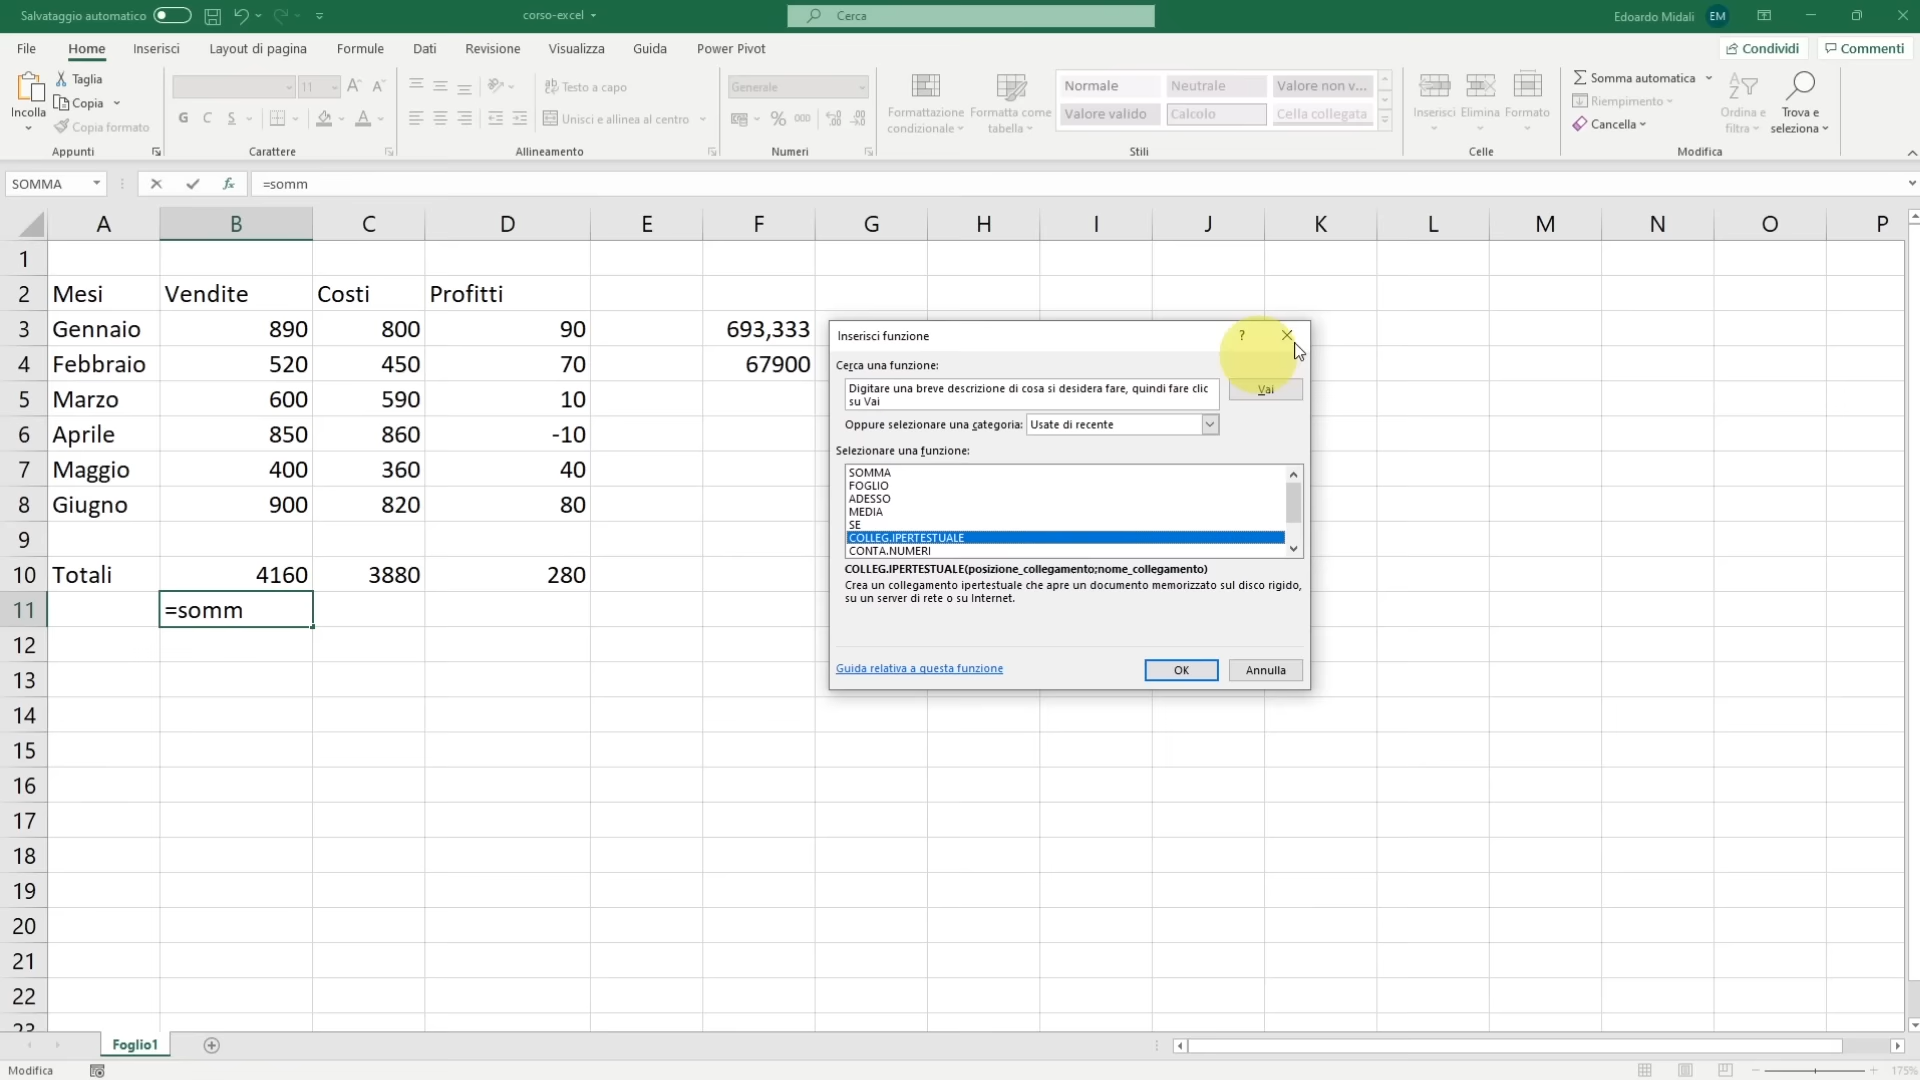 Salvataggio automatico
corso-excel
Cerca
Edoardo Midali EM
File Home Inserisci Layout di pagina Formule Dati Revisione Visualizza Guida Power Pivot
Condividi Commenti
Incolla
Taglia
Copia
Copia formato
Appunti
11
G C S
Carattere
Testo a capo
Unisci e allinea al centro
Allineamento
Generale
% 000
Numeri
Formattazione condizionale
Formatta come tabella
Normale Neutrale Valore non v...
Valore valido Calcolo Cella collegata
Stili
Inserisci Elimina Formato
Celle
Somma automatica
Riempimento
Cancella
Ordina e filtra
Trova e seleziona
Modifica
SOMMA fx =somm
A B C D E F G H I J K L M N O P
1
2 Mesi Vendite Costi Profitti
3 Gennaio 890 800 90 693,333
4 Febbraio 520 450 70 67900
5 Marzo 600 590 10
6 Aprile 850 860 -10
7 Maggio 400 360 40
8 Giugno 900 820 80
9
10 Totali 4160 3880 280
11 =somm
12
13
14
15
16
17
18
19
20
21
22
23
Inserisci funzione ?
Cerca una funzione:
Digitare una breve descrizione di cosa si desidera fare, quindi fare clic
su Vai
Vai
Oppure selezionare una categoria: Usate di recente
Selezionare una funzione:
SOMMA
FOGLIO
ADESSO
MEDIA
SE
COLLEG.IPERTESTUALE
CONTA.NUMERI
COLLEG.IPERTESTUALE(posizione_collegamento;nome_collegamento)
Crea un collegamento ipertestuale che apre un documento memorizzato sul disco rigido,
su un server di rete o su Internet.
Guida relativa a questa funzione OK Annulla
Foglio1
Modifica 175%